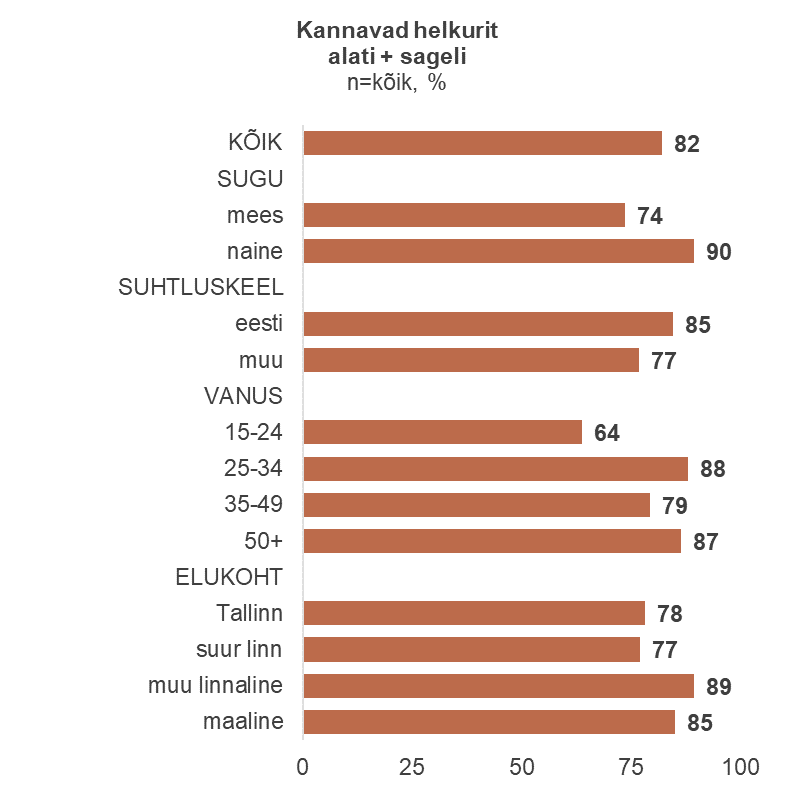 Kannavad helkurit
alati + sageli
n=kõik, %
KÕIK 82
SUGU
mees 74
naine 90
SUHTLUSKEEL
eesti 85
muu 77
VANUS
15-24 64
25-34 88
35-49 79
50+ 87
ELUKOHT
Tallinn 78
suur linn 77
muu linnaline 89
maaline 85
0 25 50 75 100